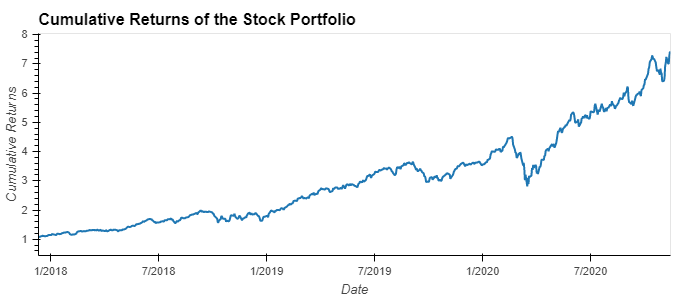 Cumulative Returns of the Stock Portfolio
Cumulative Returns
8
7
6
5
4
3
2
1
1/2018 7/2018 1/2019 7/2019 1/2020 7/2020
Date